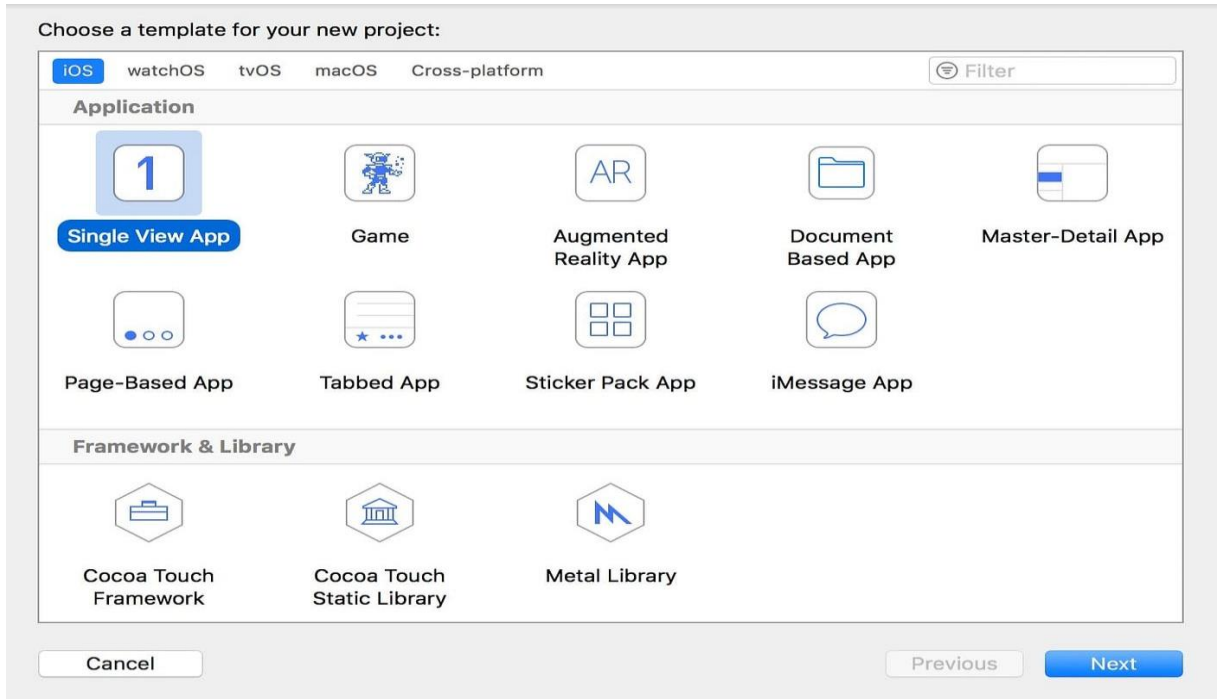 Choose a template for your new project:
iOS watchOS tvOS macOS Cross-platform Filter
Application
1 AR
Single View App Game Augmented Reality App Document Based App Master-Detail App
Page-Based App Tabbed App Sticker Pack App iMessage App
Framework & Library
Cocoa Touch Framework Cocoa Touch Static Library Metal Library
Cancel Previous Next